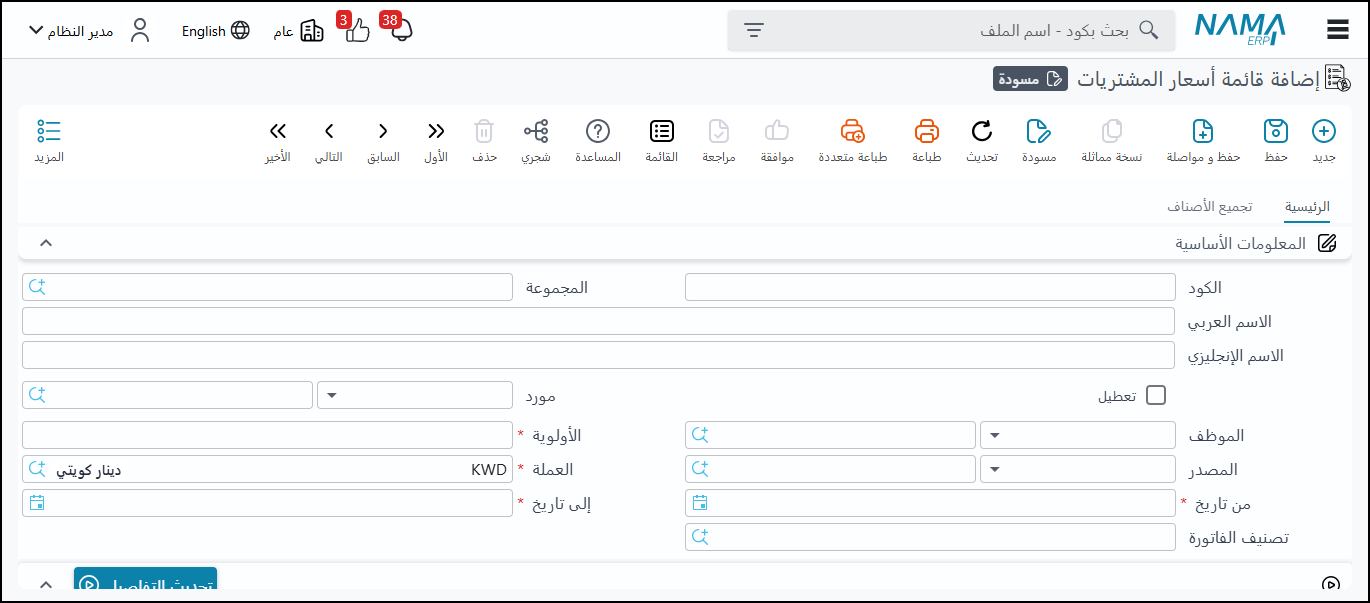 NAMA ERP
بحث بكود - اسم الملف
38
3
عام
English
مدير النظام
إضافة قائمة أسعار المشتريات
مسودة
جديد
حفظ
حفظ و مواصلة
نسخة مماثلة
مسودة
تحديث
طباعة
طباعة متعددة
موافقة
مراجعة
القائمة
المساعدة
شجري
حذف
الأول
السابق
التالي
الأخير
المزيد
الرئيسية
تجميع الأصناف
المعلومات الأساسية
الكود
المجموعة
الاسم العربي
الاسم الإنجليزي
تعطيل
مورد
الموظف
الأولوية *
المصدر
العملة * KWD دينار كويتي
من تاريخ *
إلى تاريخ *
تصنيف الفاتورة
تحديث التفاصيل